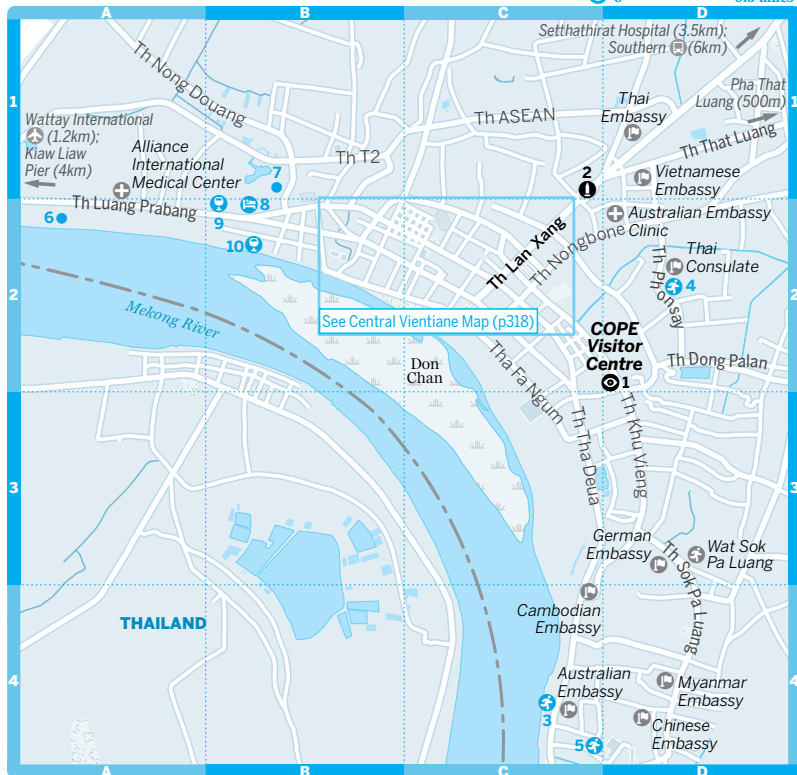 A
B
C
D
Setthathirat Hospital (3.5km);
Southern (6km)
Th Nong Douang
1
1
Pha That
Luang (500m)
Th ASEAN
Thai
Embassy
Wattay International
(1.2km);
Kiaw Liaw
Pier (4km)
Alliance
International
Medical Center
Th T2
Th That Luang
7
2
Vietnamese
Embassy
Th Luang Prabang
6
9
8
10
Australian Embassy
Clinic
Th Lan Xang
Th Nongbone
Thai
Consulate
Th Phonsay
4
2
2
Mekong River
See Central Vientiane Map (p318)
COPE
Visitor
Centre
1
Th Dong Palan
Don
Chan
Tha Fa Ngum
Th Tha Deua
Th Khu Vieng
3
3
German
Embassy
Wat Sok
Pa Luang
Th Sok Pa Luang
THAILAND
Cambodian
Embassy
4
4
Australian
Embassy
3
Myanmar
Embassy
Chinese
Embassy
5
A
B
C
D